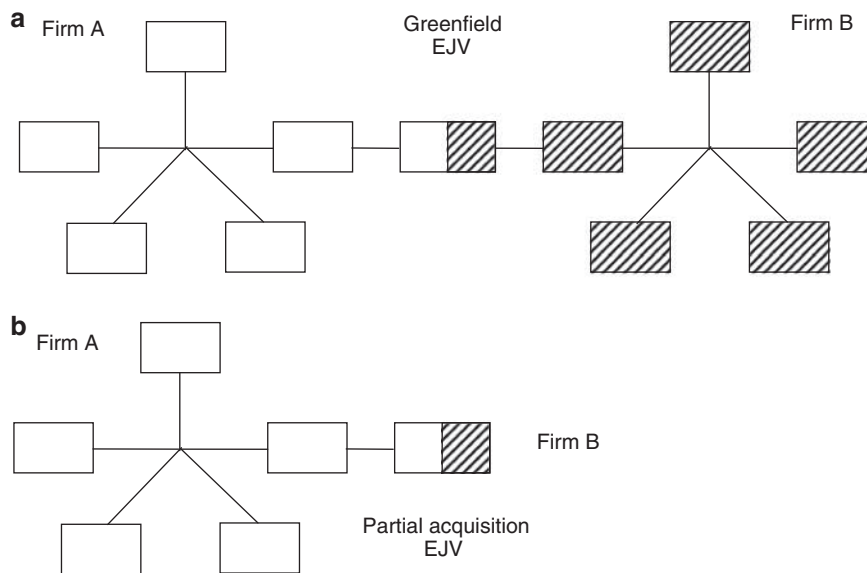 a
Firm A
Greenfield
EJV
Firm B
b
Firm A
Firm B
Partial acquisition
EJV